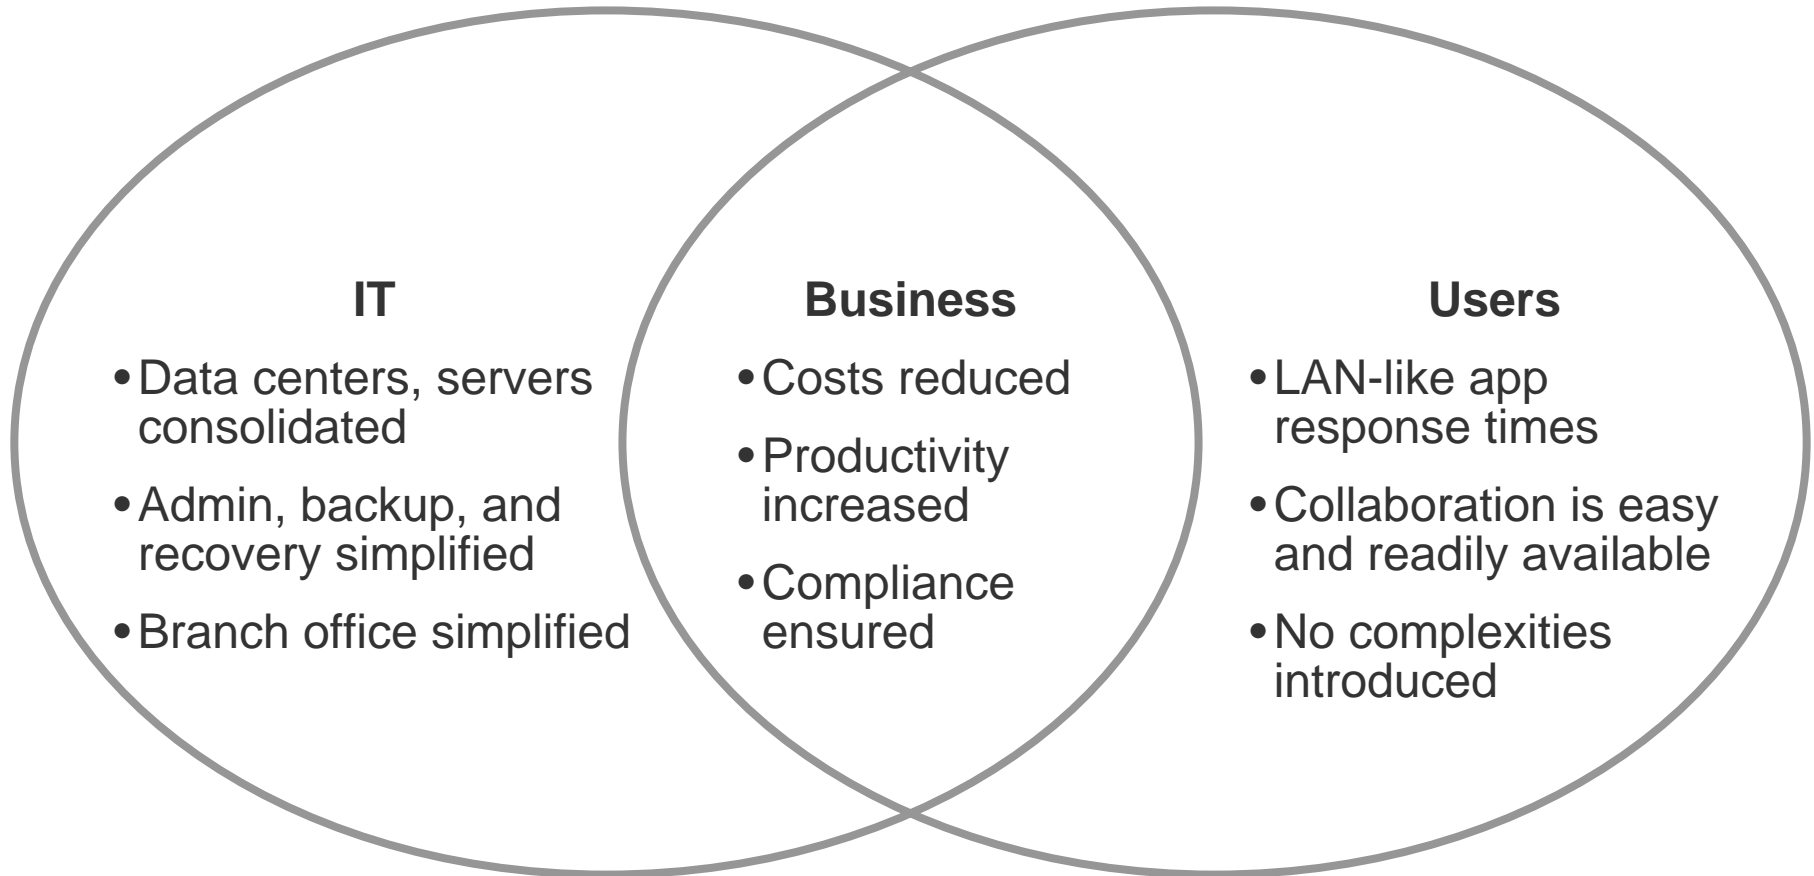 IT
•Data centers, servers
consolidated
•Admin, backup, and
recovery simplified
•Branch office simplified
Business
•Costs reduced
•Productivity
increased
•Compliance
ensured
Users
•LAN-like app
response times
•Collaboration is easy
and readily available
•No complexities
introduced